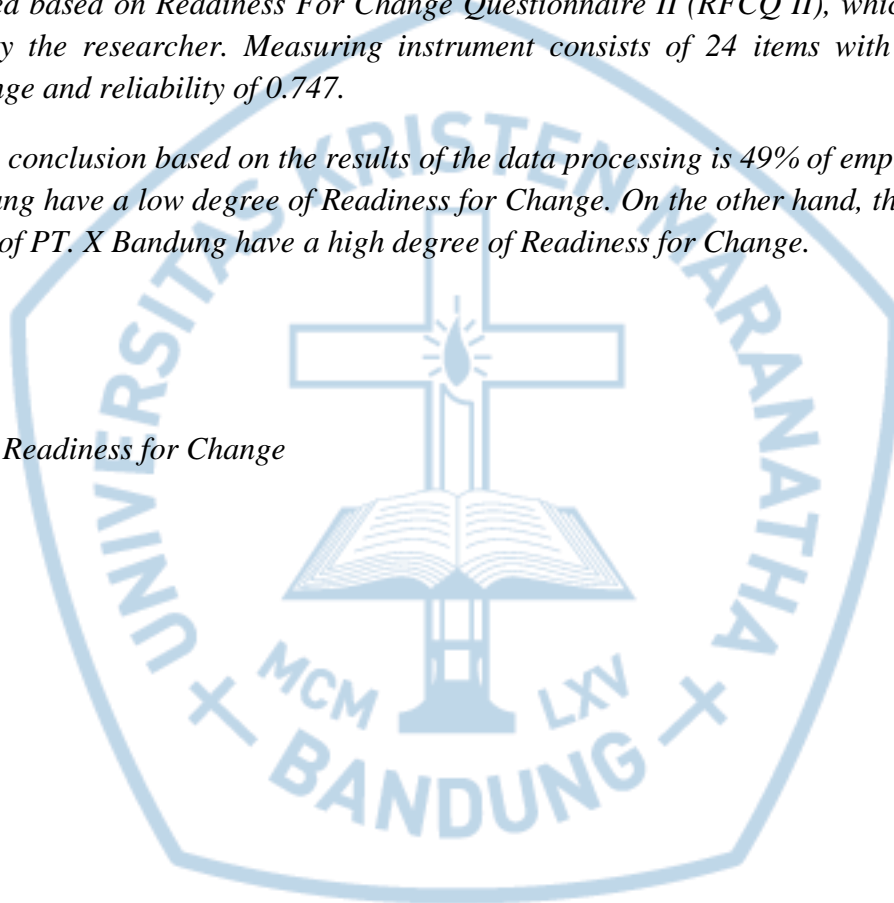 ed based on Readiness For Change Questionnaire II (RFCQ II), which
y the researcher. Measuring instrument consists of 24 items with
nge and reliability of 0.747.
conclusion based on the results of the data processing is 49% of emp
ung have a low degree of Readiness for Change. On the other hand, th
of PT. X Bandung have a high degree of Readiness for Change.
Readiness for Change
UNIVERSITAS KRISTEN MARANATHA
MCM LXV
BANDUNG